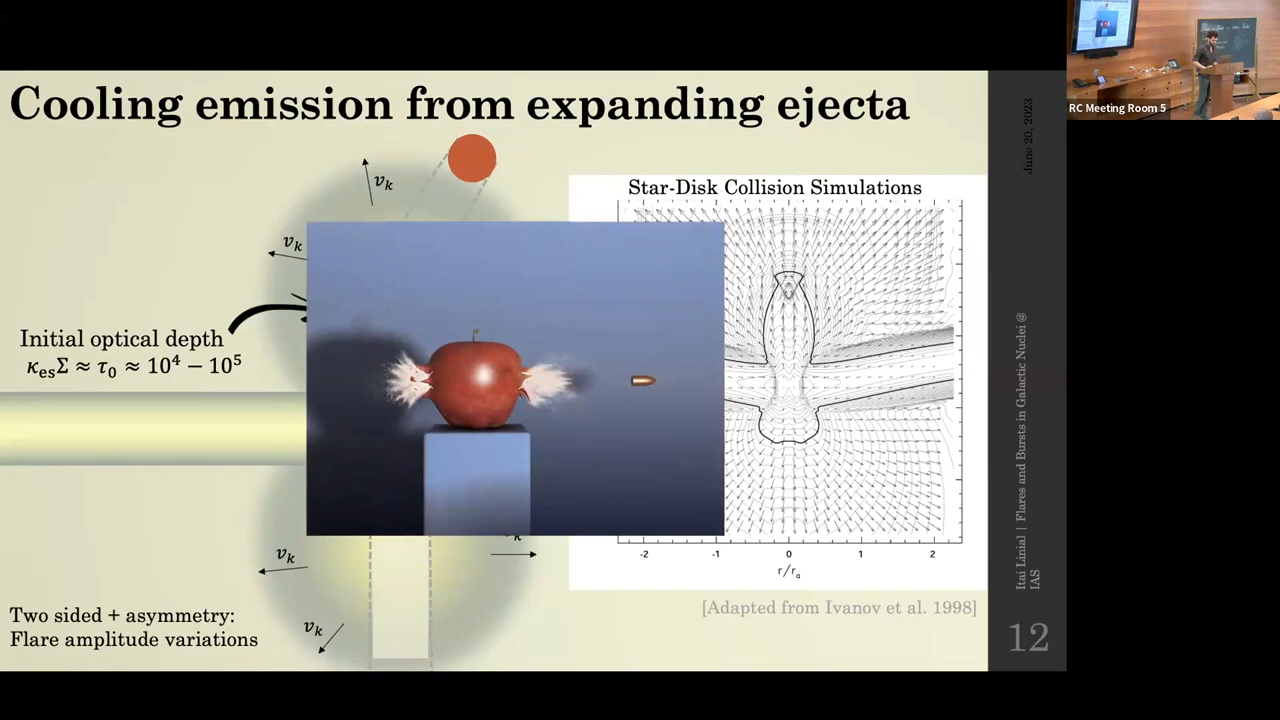 Cooling emission from expanding ejecta
v_k
v_k
Initial optical depth
κ_es Σ ≈ τ_0 ≈ 10^4 − 10^5
v_k
v_k
Two sided + asymmetry:
Flare amplitude variations
Star-Disk Collision Simulations
-2 -1 0 1 2
r/r_a
[Adapted from Ivanov et al. 1998]
June 20, 2023
Itai Linial | Flares and Bursts in Galactic Nuclei @
IAS
12
RC Meeting Room 5